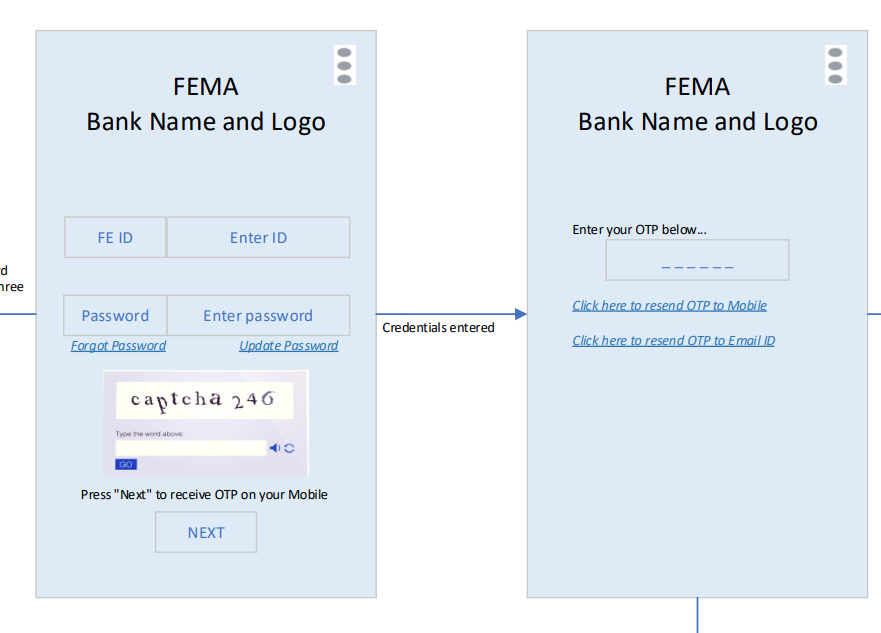 FEMA
Bank Name and Logo
FE ID
Enter ID
Password
Enter password
Forgot Password
Update Password
captcha 246
Type the word above:
GO
Press "Next" to receive OTP on your Mobile
NEXT
Credentials entered
FEMA
Bank Name and Logo
Enter your OTP below...
_ _ _ _ _ _
Click here to resend OTP to Mobile
Click here to resend OTP to Email ID